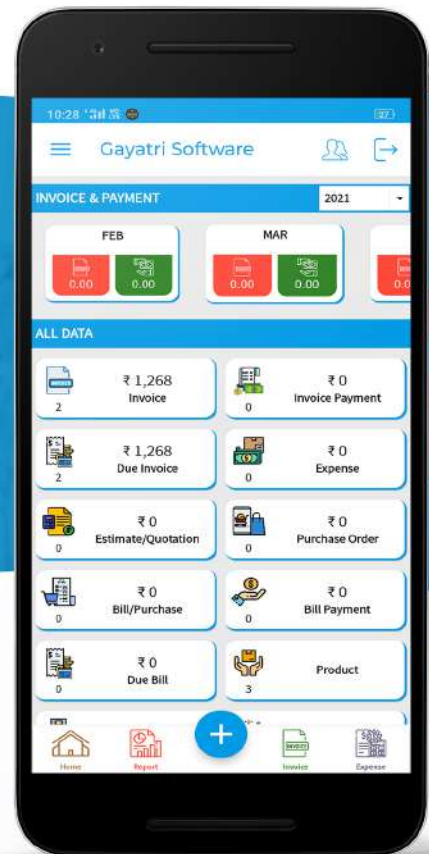 10:28
27
Gayatri Software
INVOICE & PAYMENT
2021
FEB
MAR
0.00
0.00
0.00
0.00
0.0
ALL DATA
₹ 1,268
Invoice
2
₹ 0
Invoice Payment
0
₹ 1,268
Due Invoice
2
₹ 0
Expense
0
₹ 0
Estimate/Quotation
0
₹ 0
Purchase Order
0
₹ 0
Bill/Purchase
0
₹ 0
Bill Payment
0
₹ 0
Due Bill
0
Product
3
Home
Report
+
Invoice
Expense